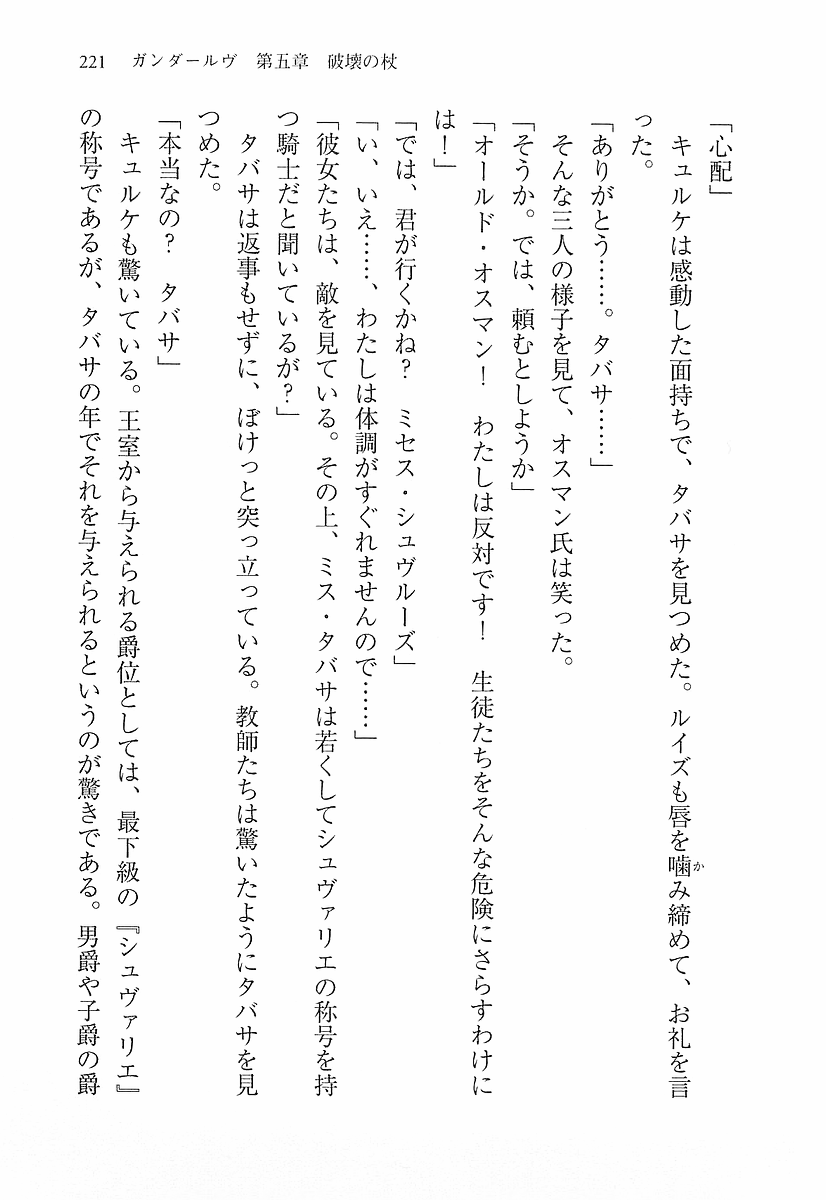 221　ガンダールヴ　第五章　破壊の杖
「心配」
　キュルケは感動した面持ちで、タバサを見つめた。ルイズも唇を噛み締めて、お礼を言
った。
「ありがとう……。タバサ……」
　そんな三人の様子を見て、オスマン氏は笑った。
「そうか。では、頼むとしようか」
「オールド・オスマン！　わたしは反対です！　生徒たちをそんな危険にさらすわけに
は！」
「では、君が行くかね？　ミセス・シュヴルーズ」
「い、いえ……、わたしは体調がすぐれませんので……」
「彼女たちは、敵を見ている。その上、ミス・タバサは若くしてシュヴァリエの称号を持
つ騎士だと聞いているが？」
　タバサは返事もせずに、ぼけっと突っ立っている。教師たちは驚いたようにタバサを見
つめた。
「本当なの？　タバサ」
　キュルケも驚いている。王室から与えられる爵位としては、最下級の『シュヴァリエ』
の称号であるが、タバサの年でそれを与えられるというのが驚きである。男爵や子爵の爵